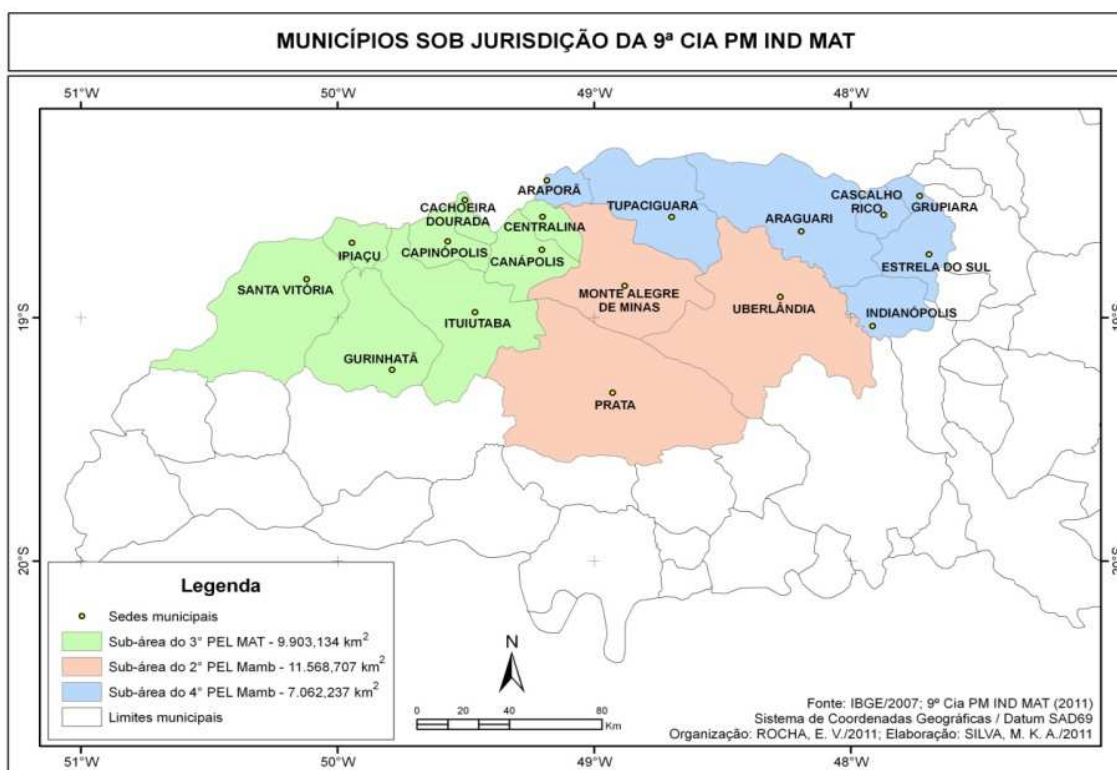 MUNICÍPIOS SOB JURISDIÇÃO DA 9ª CIA PM IND MAT
51°W 50°W 49°W 48°W
ARAPORÃ
TUPACIGUARA
CASCALHO
RICO
GRUPIARA
CACHOEIRA
DOURADA
CENTRALINA
ARAGUARI
IPIAÇU
CAPINÓPOLIS
CANÁPOLIS
ESTRELA DO SUL
SANTA VITÓRIA
MONTE ALEGRE
DE MINAS
UBERLÂNDIA
INDIANÓPOLIS
19°S 19°S
ITUIUTABA
GURINHATÃ
PRATA
20°S 20°S
Legenda
Sedes municipais
Sub-área do 3° PEL MAT - 9.903,134 km²
Sub-área do 2° PEL Mamb - 11.568,707 km²
Sub-área do 4° PEL Mamb - 7.062,237 km²
Limites municipais
N
0 20 40 80
Km
Fonte: IBGE/2007; 9º Cia PM IND MAT (2011)
Sistema de Coordenadas Geográficas / Datum SAD69
Organização: ROCHA, E. V./2011; Elaboração: SILVA, M. K. A./2011
51°W 50°W 49°W 48°W